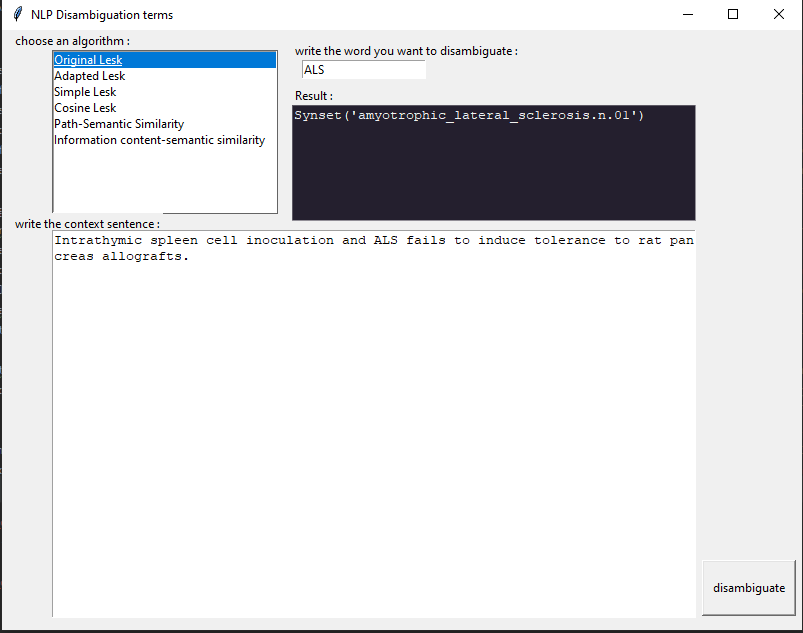 NLP Disambiguation terms
choose an algorithm :
Original Lesk
Adapted Lesk
Simple Lesk
Cosine Lesk
Path-Semantic Similarity
Information content-semantic similarity
write the word you want to disambiguate :
ALS
Result :
Synset('amyotrophic_lateral_sclerosis.n.01')
write the context sentence :
Intrathymic spleen cell inoculation and ALS fails to induce tolerance to rat pan
creas allografts.
disambiguate